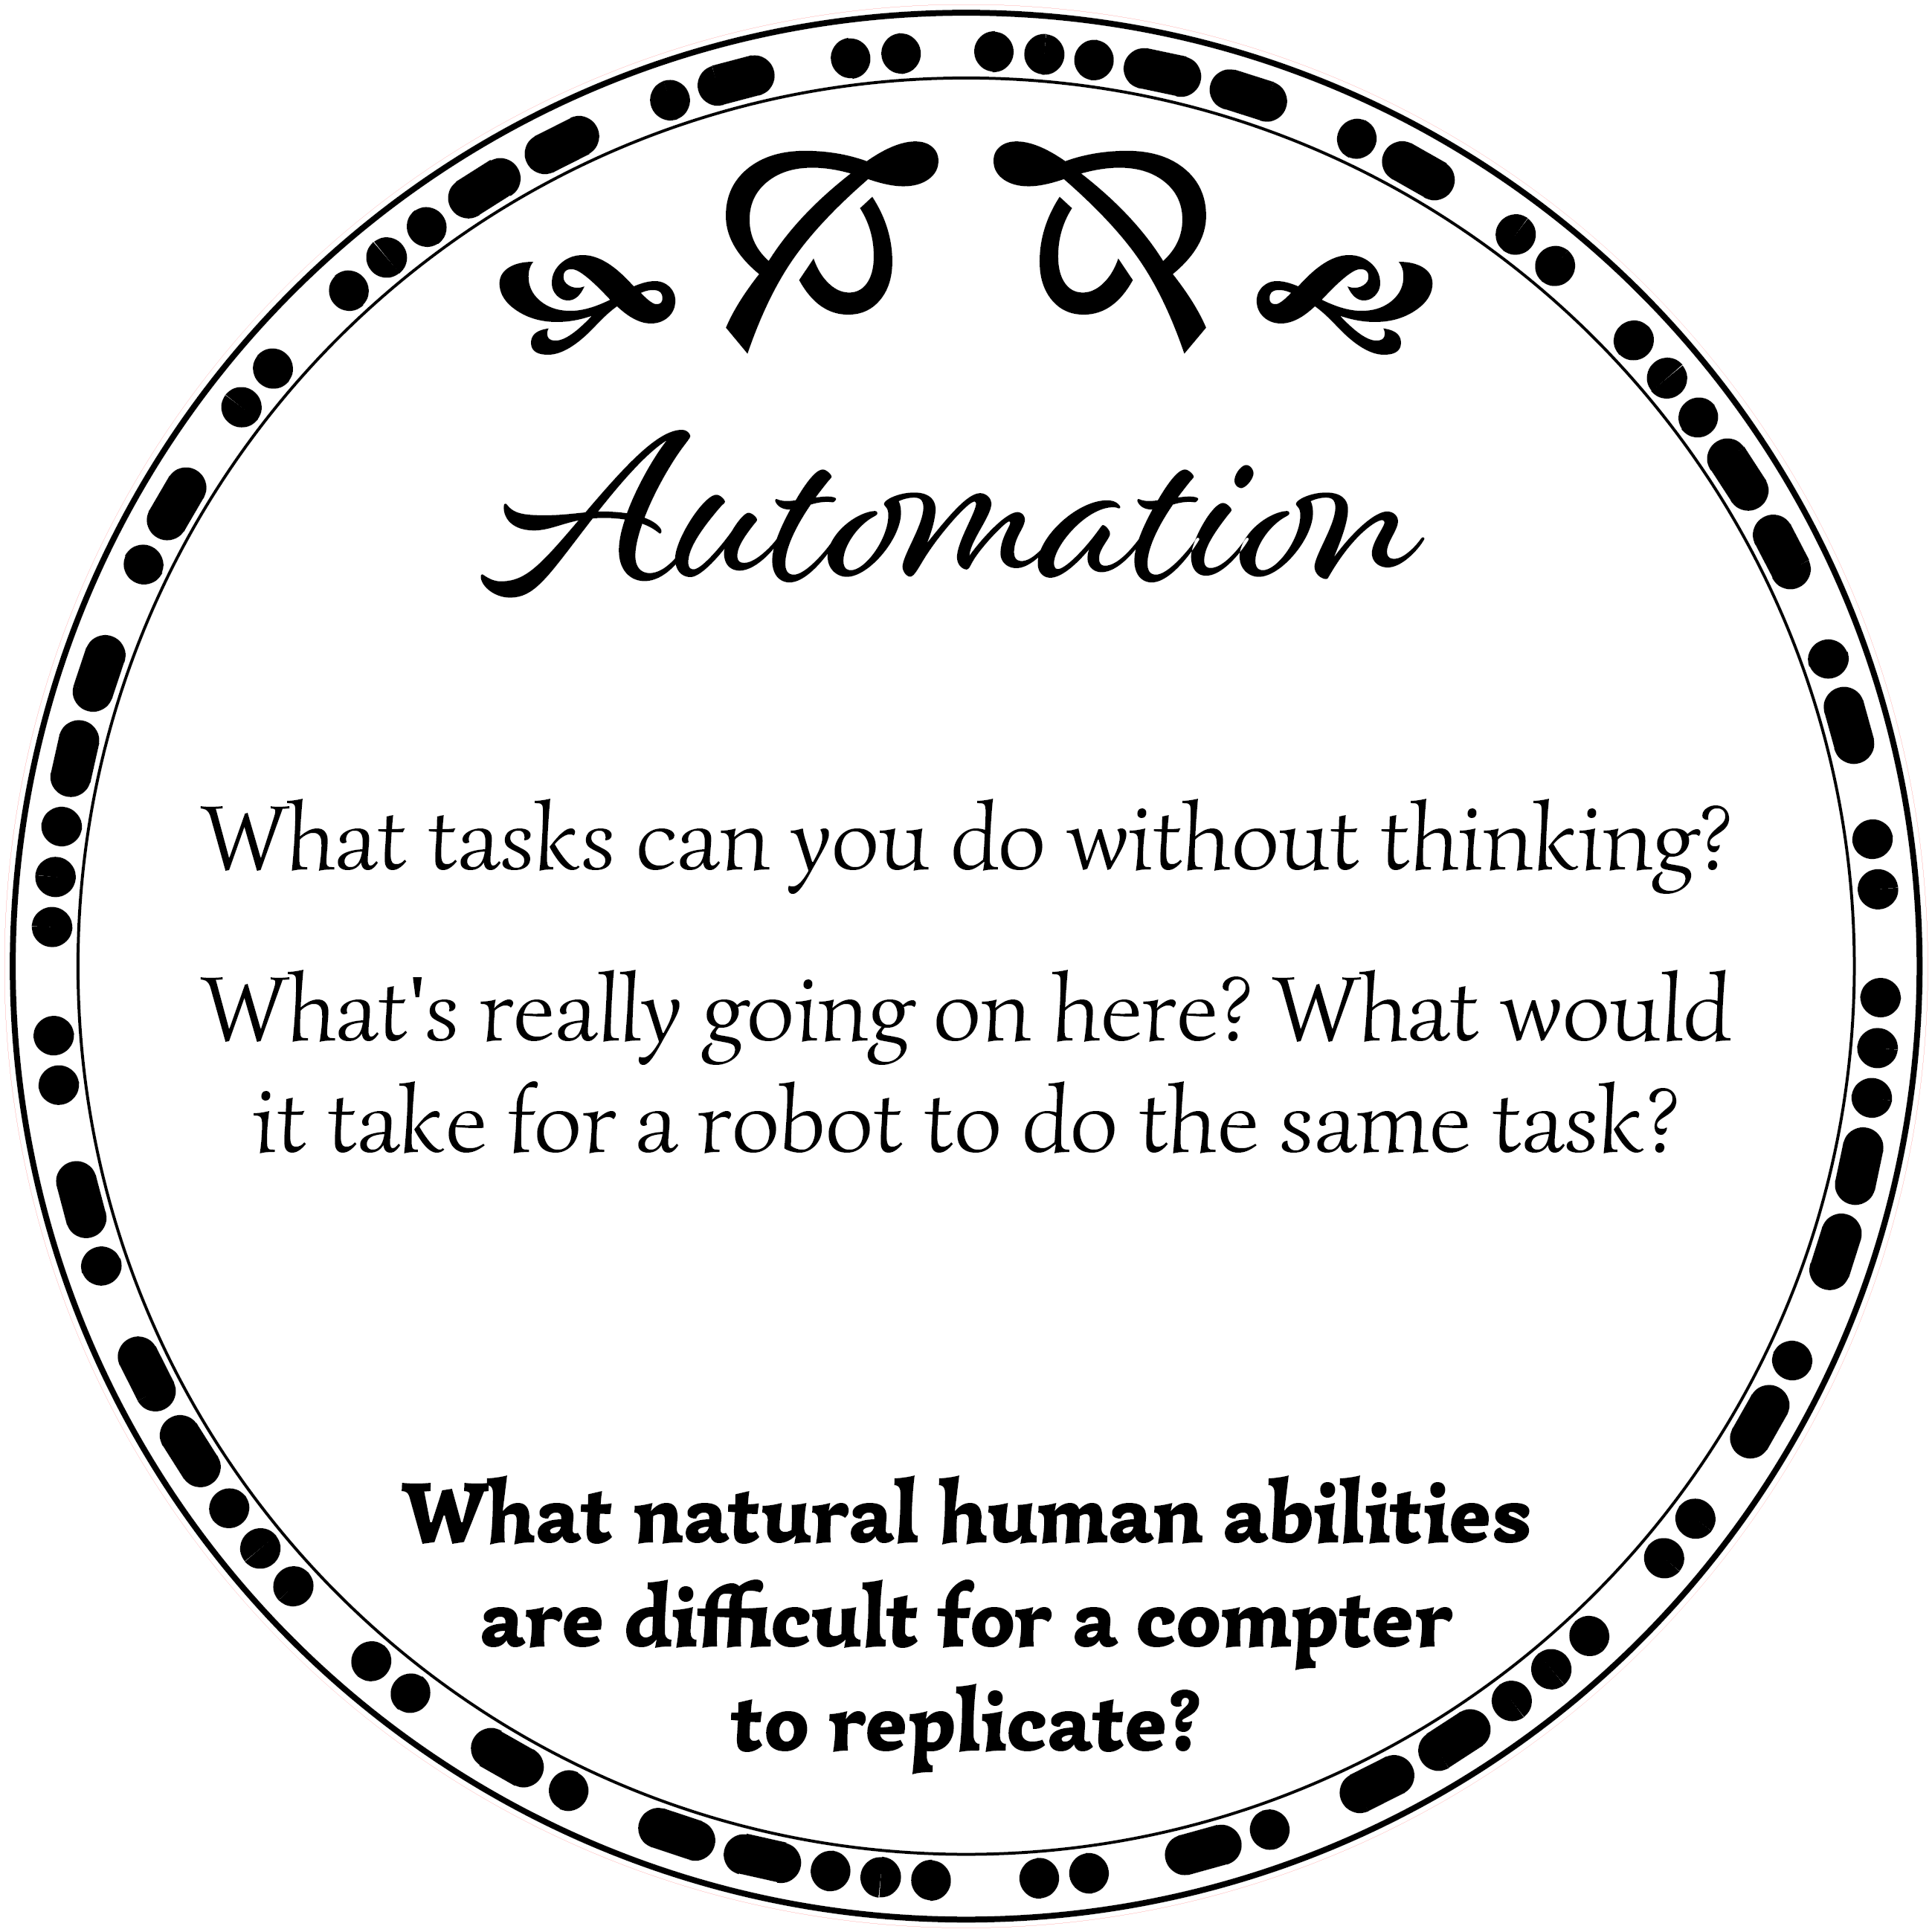 Automation
What tasks can you do without thinking?
What's really going on here? What would
it take for a robot to do the same task?
What natural human abilities
are difficult for a compter
to replicate?